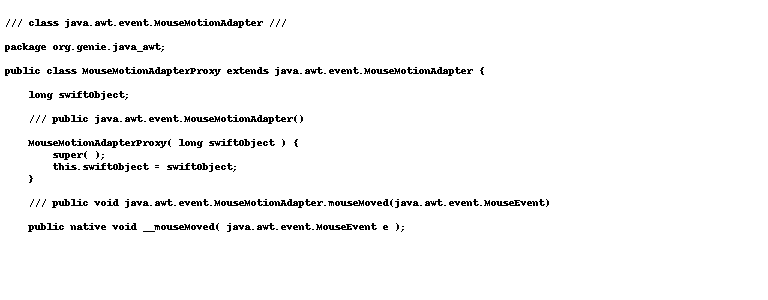 /// class java.awt.event.MouseMotionAdapter ///
package org.genie.java_awt;
public class MouseMotionAdapterProxy extends java.awt.event.MouseMotionAdapter {
long swiftObject;
/// public java.awt.event.MouseMotionAdapter()
MouseMotionAdapterProxy( long swiftObject ) {
super( );
this.swiftObject = swiftObject;
}
/// public void java.awt.event.MouseMotionAdapter.mouseMoved(java.awt.event.MouseEvent)
public native void __mouseMoved( java.awt.event.MouseEvent e );